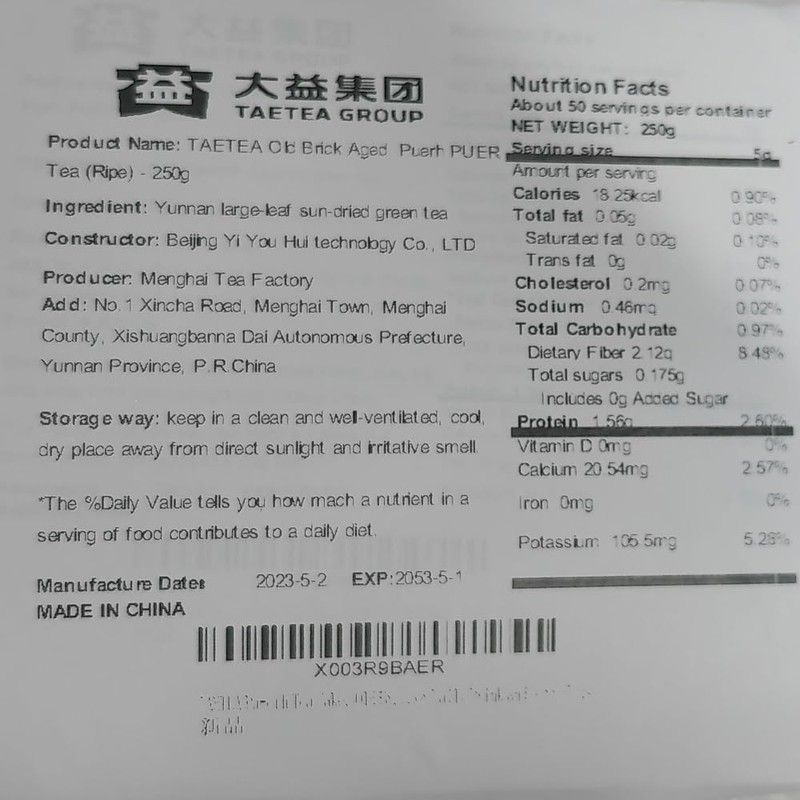 益 大益集团
TAETEA GROUP
Product Name: TAETEA Old Brick Aged Puerh PUER
Tea (Ripe) - 250g
Ingredient: Yunnan large-leaf sun-dried green tea
Constructor: Beijing Yi You Hui technology Co., LTD
Producer: Menghai Tea Factory
Add: No.1 Xincha Road, Menghai Town, Menghai
County, Xishuangbanna Dai Autonomous Prefecture,
Yunnan Province, P.R.China
Storage way: keep in a clean and well-ventilated, cool,
dry place away from direct sunlight and irritative smell.
*The %Daily Value tells you how mach a nutrient in a
serving of food contributes to a daily diet.
Manufacture Date: 2023-5-2 EXP:2053-5-1
MADE IN CHINA
Nutrition Facts
About 50 servings per container
NET WEIGHT: 250g
Serving size 5g
Amount per serving
Calories 18.25kcal 0.90%
Total fat 0.05g 0.08%
Saturated fat 0.02g 0.10%
Trans fat 0g 0%
Cholesterol 0.2mg 0.07%
Sodium 0.46mg 0.02%
Total Carbohydrate 0.97%
Dietary Fiber 2.12g 8.48%
Total sugars 0.175g
Includes 0g Added Sugar
Protein 1.56g 2.60%
Vitamin D 0mg 0%
Calcium 20.54mg 2.57%
Iron 0mg 0%
Potassium 105.5mg 5.28%
X003R9BAER
新品